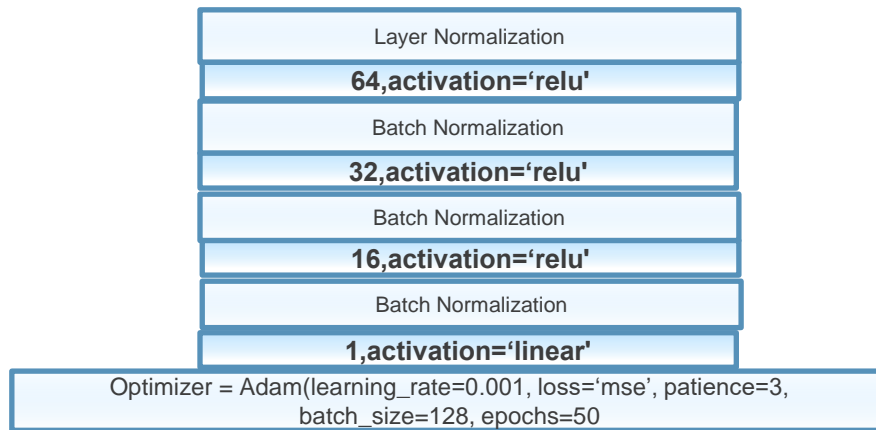 Layer Normalization
64,activation=‘relu'
Batch Normalization
32,activation=‘relu'
Batch Normalization
16,activation=‘relu'
Batch Normalization
1,activation=‘linear'
Optimizer = Adam(learning_rate=0.001, loss=‘mse’, patience=3,
batch_size=128, epochs=50